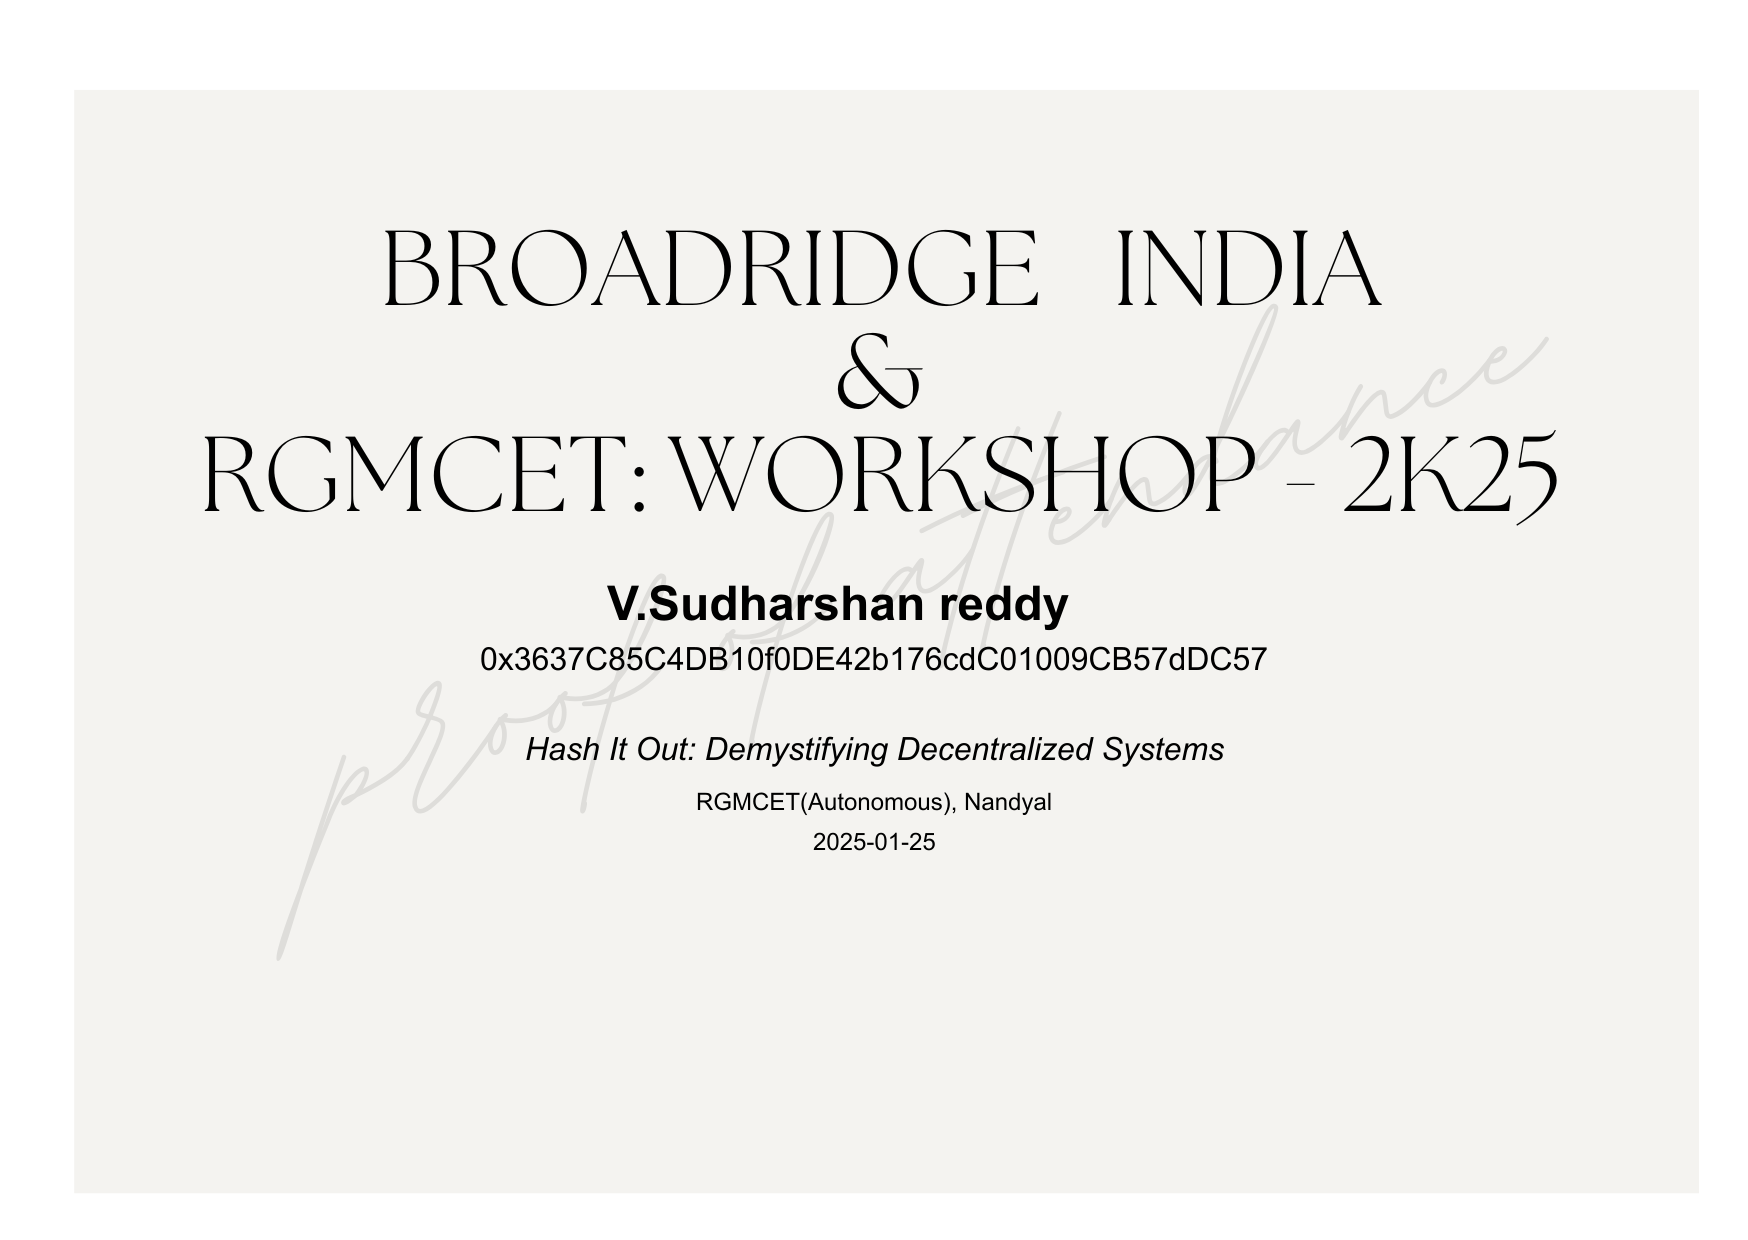 BROADRIDGE INDIA
&
RGMCET: WORKSHOP - 2K25
proof of attendance
V.Sudharshan reddy
0x3637C85C4DB10f0DE42b176cdC01009CB57dDC57
Hash It Out: Demystifying Decentralized Systems
RGMCET(Autonomous), Nandyal
2025-01-25